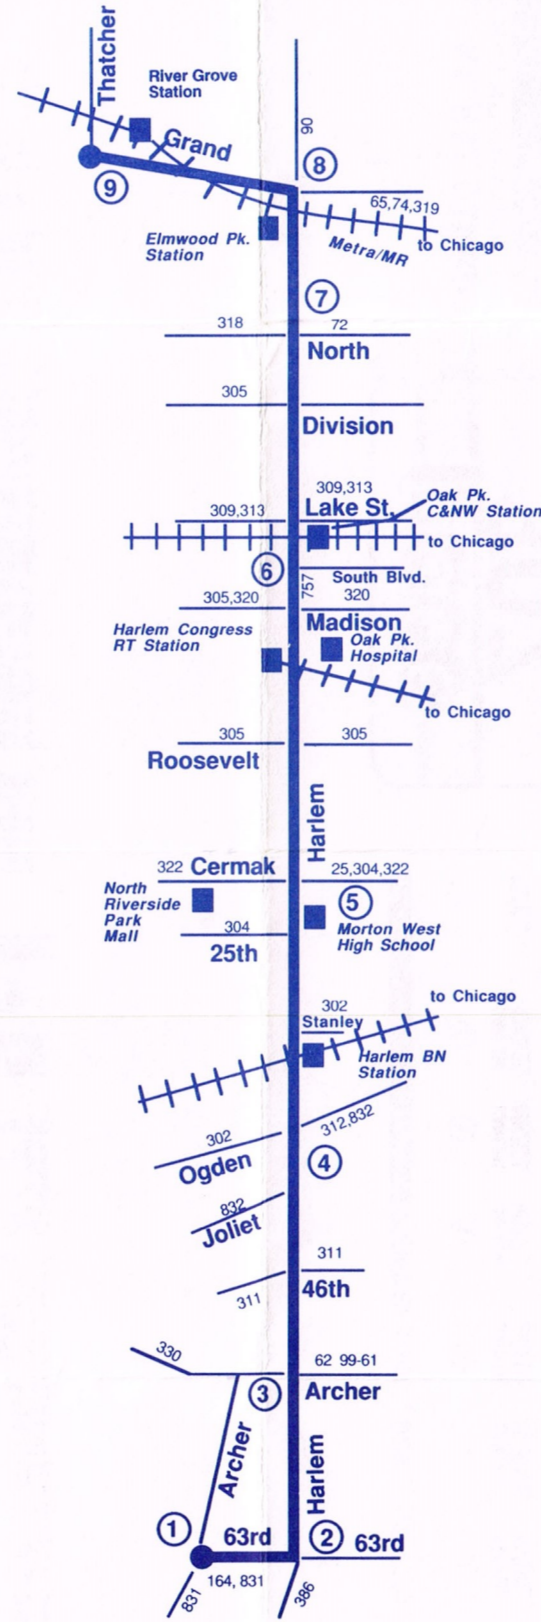 Thatcher
River Grove
Station
90
Grand
8
9
65,74,319
Elmwood Pk.
Station
Metra/MR
to Chicago
7
318
72
North
305
Division
309,313
309,313
Lake St.
Oak Pk.
C&NW Station
to Chicago
6
757
South Blvd.
305,320
320
Madison
Harlem Congress
RT Station
Oak Pk.
Hospital
to Chicago
305
305
Roosevelt
Harlem
322 Cermak
25,304,322
North
Riverside
Park
Mall
5
Morton West
High School
304
25th
to Chicago
302
Stanley
Harlem BN
Station
312,832
302
Ogden
4
832
Joliet
311
46th
311
330
62 99-61
3
Archer
Archer
Harlem
1
63rd
2
63rd
164, 831
831
386